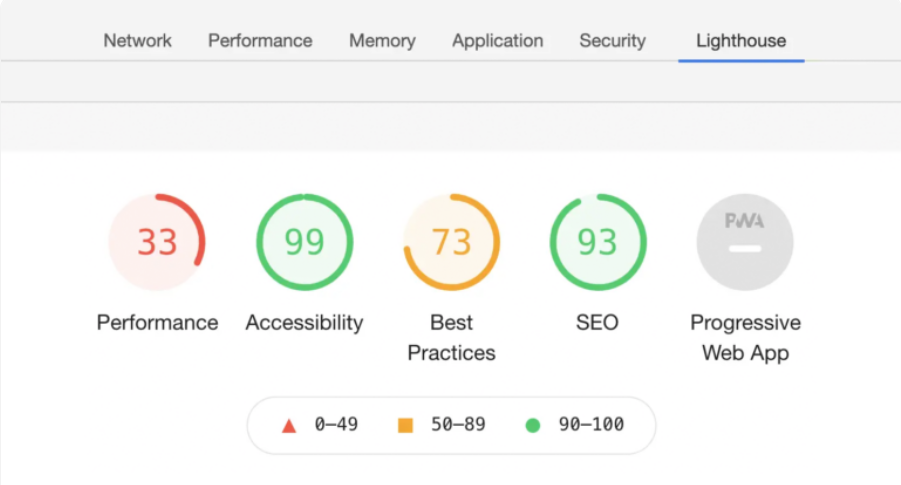 Network Performance Memory Application Security Lighthouse
33 99 73 93 PWA
Performance Accessibility Best Practices SEO Progressive Web App
0–49 50–89 90–100